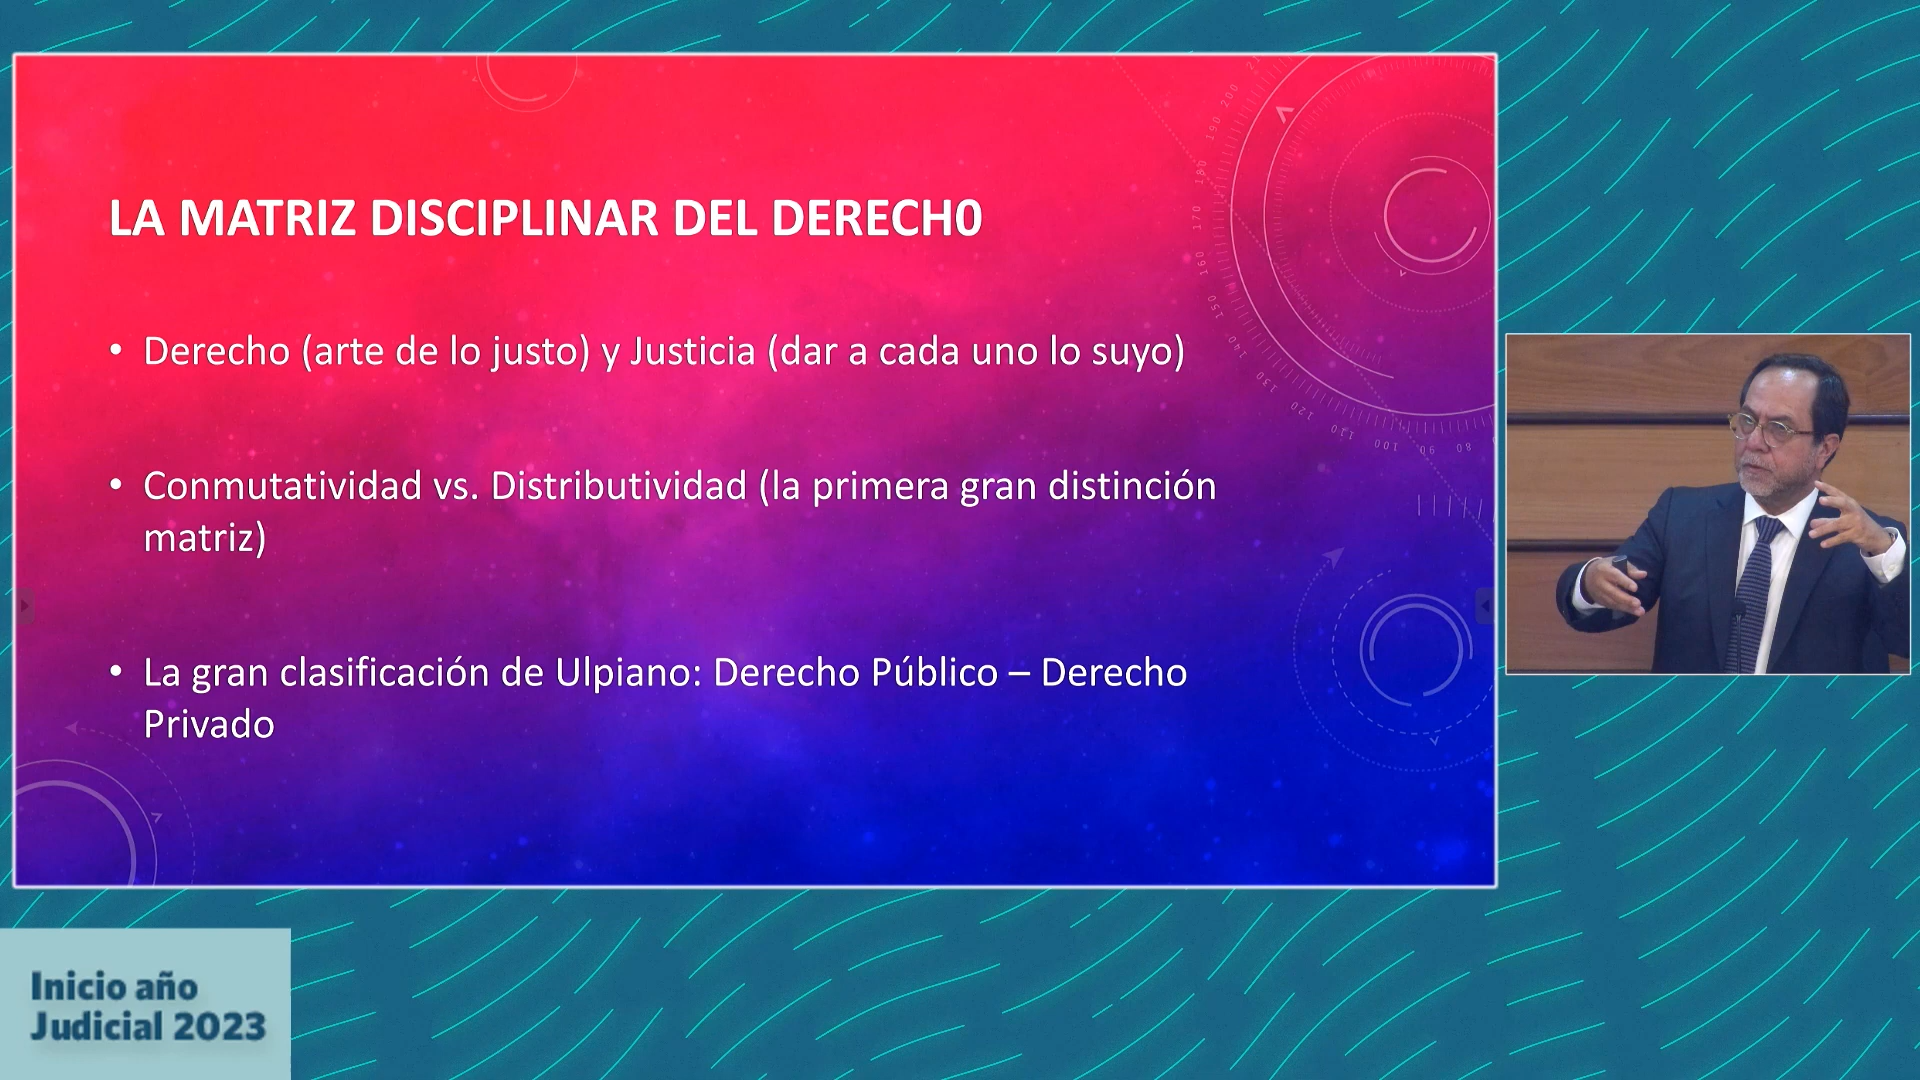 LA MATRIZ DISCIPLINAR DEL DERECH0
• Derecho (arte de lo justo) y Justicia (dar a cada uno lo suyo)
• Conmutatividad vs. Distributividad (la primera gran distinción
matriz)
• La gran clasificación de Ulpiano: Derecho Público – Derecho
Privado
Inicio año
Judicial 2023